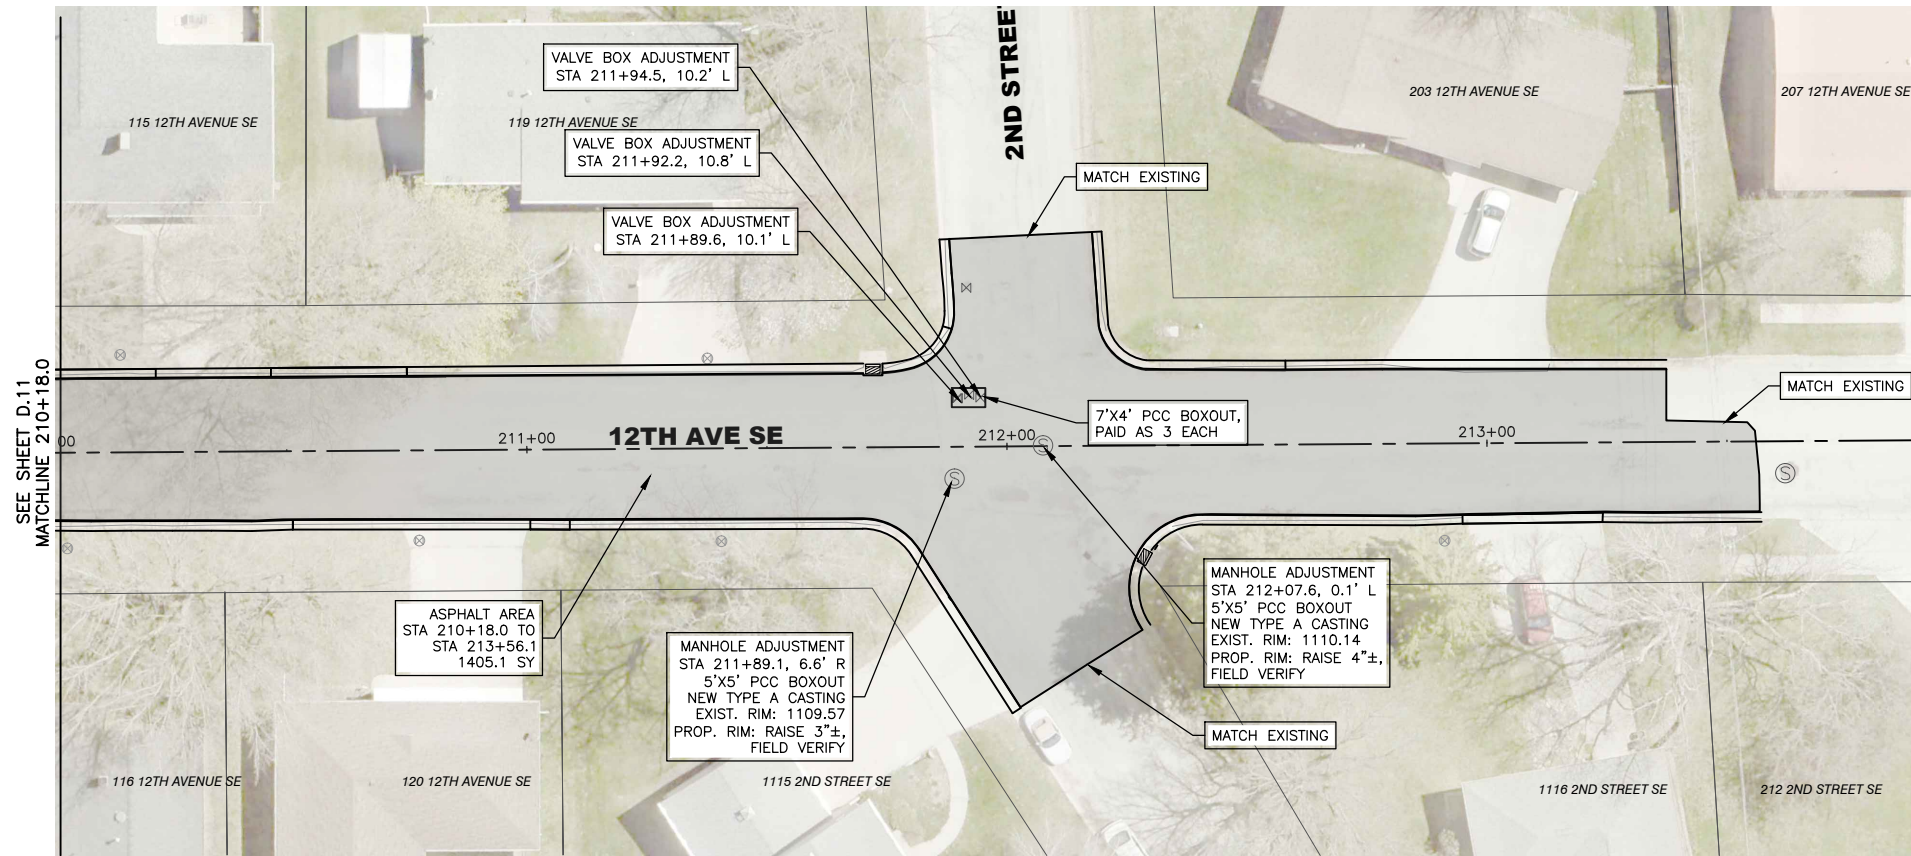 VALVE BOX ADJUSTMENT
STA 211+94.5, 10.2' L
VALVE BOX ADJUSTMENT
STA 211+92.2, 10.8' L
VALVE BOX ADJUSTMENT
STA 211+89.6, 10.1' L
2ND STREET
MATCH EXISTING
115 12TH AVENUE SE
119 12TH AVENUE SE
203 12TH AVENUE SE
207 12TH AVENUE SE
SEE SHEET D.11
MATCHLINE 210+18.0
00
211+00
12TH AVE SE
212+00
213+00
7'X4' PCC BOXOUT,
PAID AS 3 EACH
MATCH EXISTING
S
S
S
ASPHALT AREA
STA 210+18.0 TO
STA 213+56.1
1405.1 SY
MANHOLE ADJUSTMENT
STA 211+89.1, 6.6' R
5'X5' PCC BOXOUT
NEW TYPE A CASTING
EXIST. RIM: 1109.57
PROP. RIM: RAISE 3"±,
FIELD VERIFY
MANHOLE ADJUSTMENT
STA 212+07.6, 0.1' L
5'X5' PCC BOXOUT
NEW TYPE A CASTING
EXIST. RIM: 1110.14
PROP. RIM: RAISE 4"±,
FIELD VERIFY
MATCH EXISTING
116 12TH AVENUE SE
120 12TH AVENUE SE
1115 2ND STREET SE
1116 2ND STREET SE
212 2ND STREET SE